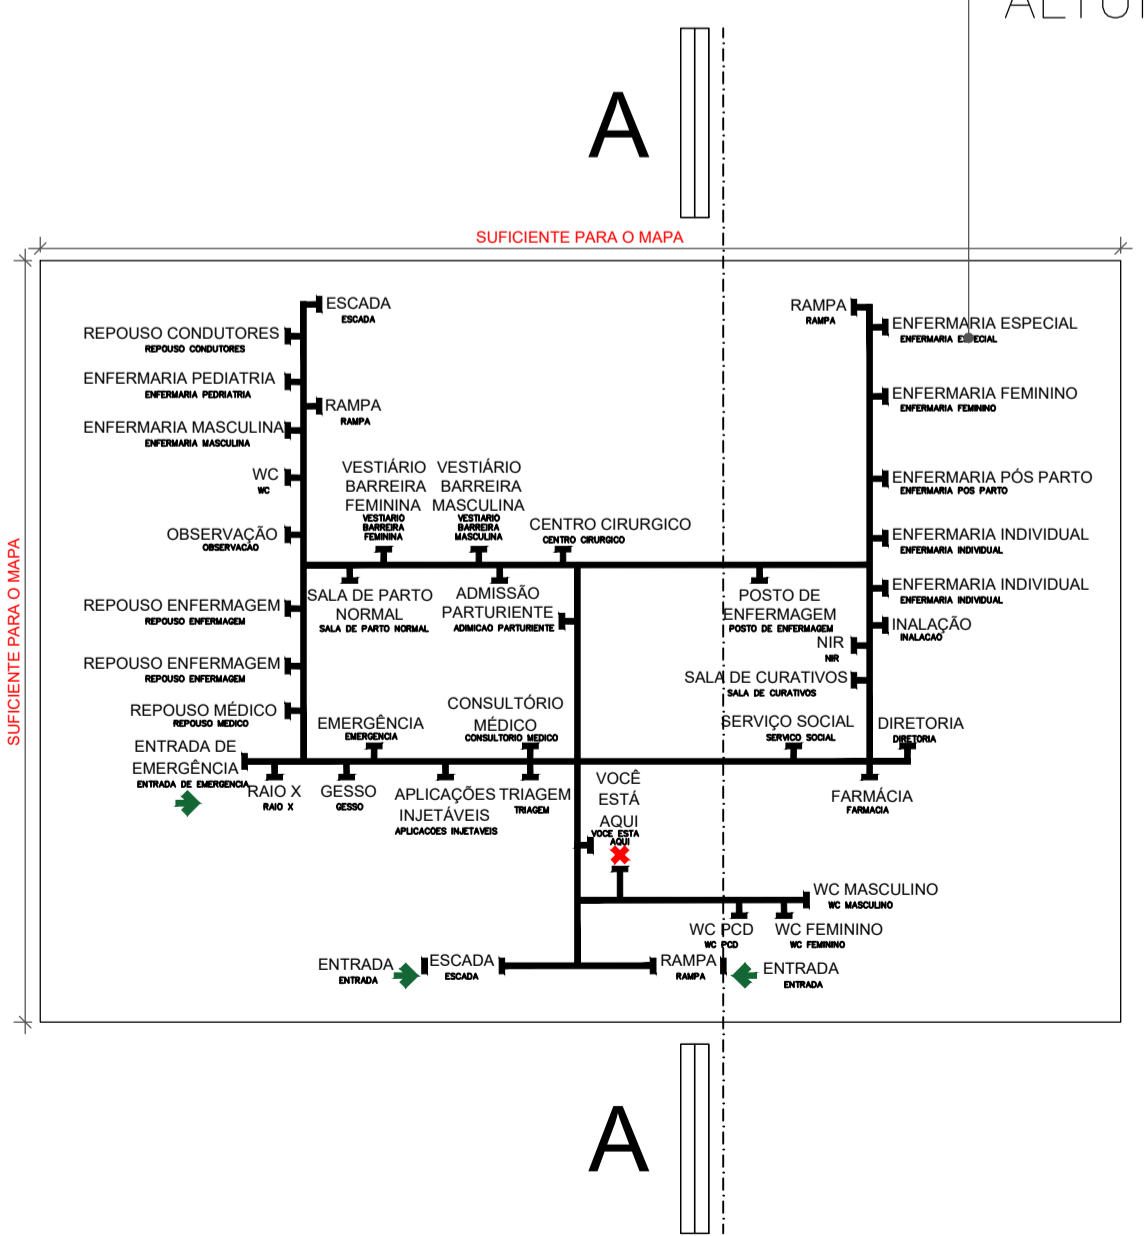 ALTU
A
SUFICIENTE PARA O MAPA
SUFICIENTE PARA O MAPA
ESCADA
ESCADA
REPOUSO CONDUTORES
REPOUSO CONDUTORES
ENFERMARIA PEDIATRIA
ENFERMARIA PEDRIATRIA
RAMPA
RAMPA
ENFERMARIA MASCULINA
ENFERMARIA MASCULINA
WC
WC
OBSERVAÇÃO
OBSERVACAO
VESTIÁRIO
BARREIRA
FEMININA
VESTIARIO
BARREIRA
FEMININA
VESTIÁRIO
BARREIRA
MASCULINA
VESTIARIO
BARREIRA
MASCULINA
CENTRO CIRURGICO
CENTRO CIRURGICO
SALA DE PARTO
NORMAL
SALA DE PARTO NORMAL
ADMISSÃO
PARTURIENTE
ADIMICAO PARTURIENTE
REPOUSO ENFERMAGEM
REPOUSO ENFERMAGEM
REPOUSO ENFERMAGEM
REPOUSO ENFERMAGEM
REPOUSO MÉDICO
REPOUSO MEDICO
RAMPA
RAMPA
ENFERMARIA ESPECIAL
ENFERMARIA ESPECIAL
ENFERMARIA FEMININO
ENFERMARIA FEMININO
ENFERMARIA PÓS PARTO
ENFERMARIA POS PARTO
ENFERMARIA INDIVIDUAL
ENFERMARIA INDIVIDUAL
ENFERMARIA INDIVIDUAL
ENFERMARIA INDIVIDUAL
INALAÇÃO
INALACAO
POSTO DE
ENFERMAGEM
POSTO DE ENFERMAGEM
NIR
NIR
SALA DE CURATIVOS
SALA DE CURATIVOS
SERVIÇO SOCIAL
SERVICO SOCIAL
DIRETORIA
DIRETORIA
FARMÁCIA
FARMACIA
ENTRADA DE
EMERGÊNCIA
ENTRADA DE EMERGENCIA
EMERGÊNCIA
EMERGENCIA
CONSULTÓRIO
MÉDICO
CONSULTORIO MEDICO
RAIO X
RAIO X
GESSO
GESSO
APLICAÇÕES
INJETÁVEIS
APLICACOES INJETAVEIS
TRIAGEM
TRIAGEM
VOCÊ
ESTÁ
AQUI
VOCE ESTA
AQUI
WC MASCULINO
WC MASCULINO
WC PCD
WC PCD
WC FEMININO
WC FEMININO
ENTRADA
ENTRADA
ESCADA
ESCADA
RAMPA
RAMPA
ENTRADA
ENTRADA
A